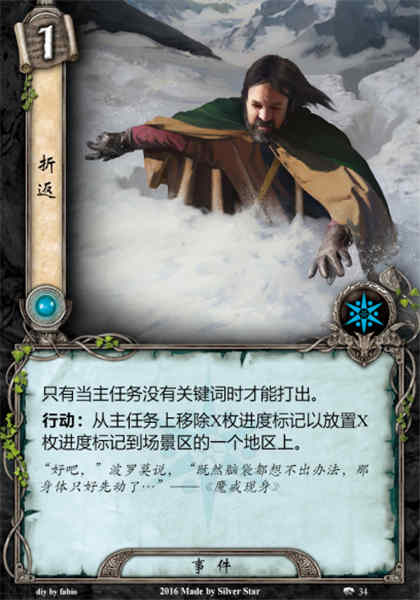 1
折返
只有当主任务没有关键词时才能打出。
行动：从主任务上移除X枚进度标记以放置X
枚进度标记到场景区的一个地区上。
“好吧，”波罗莫说，“既然脑袋都想不出办法，那
身体只好先动了…”——《魔戒现身》
事件
diy by fabio
2016 Made by Silver Star
34